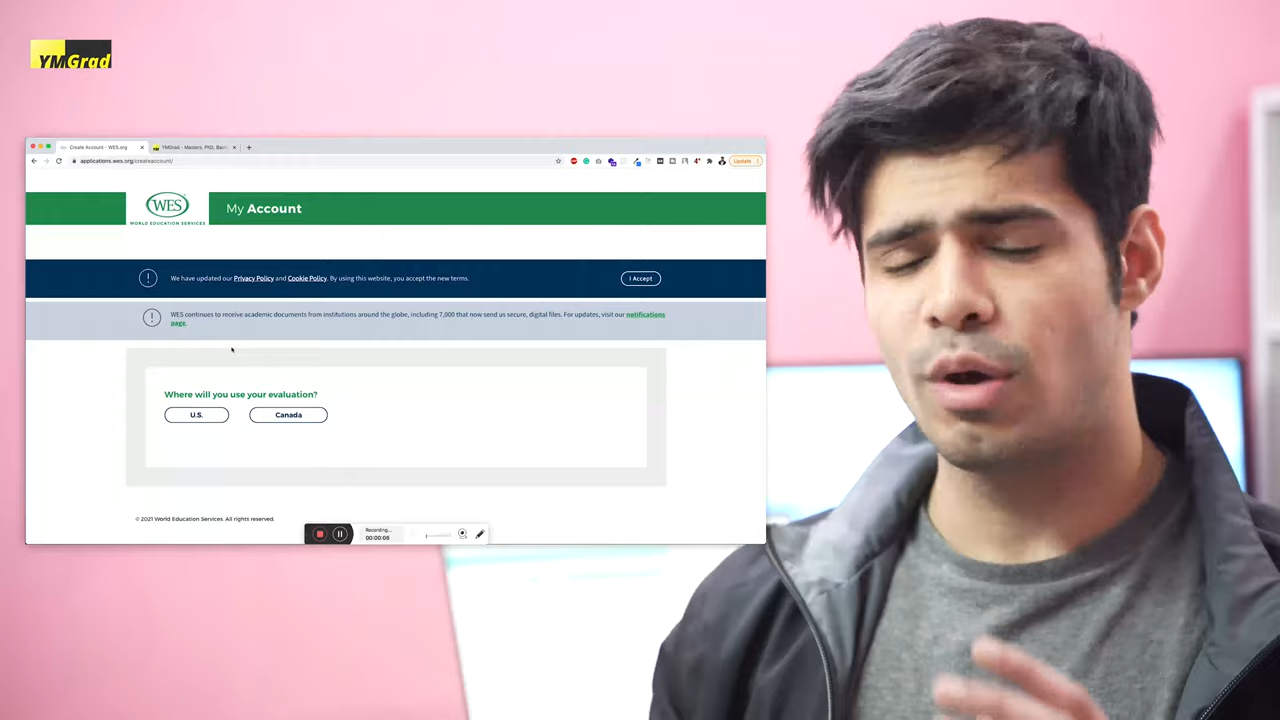 YMGrad
Create Account - WES.org
YMGrad - Masters, PhD, Bach
applications.wes.org/createaccount/
Update
WES
WORLD EDUCATION SERVICES
My Account
We have updated our Privacy Policy and Cookie Policy. By using this website, you accept the new terms.
I Accept
WES continues to receive academic documents from institutions around the globe, including 7,000 that now send us secure, digital files. For updates, visit our notifications
page.
Where will you use your evaluation?
U.S.
Canada
© 2021 World Education Services. All rights reserved.
Recording...
00:00:06